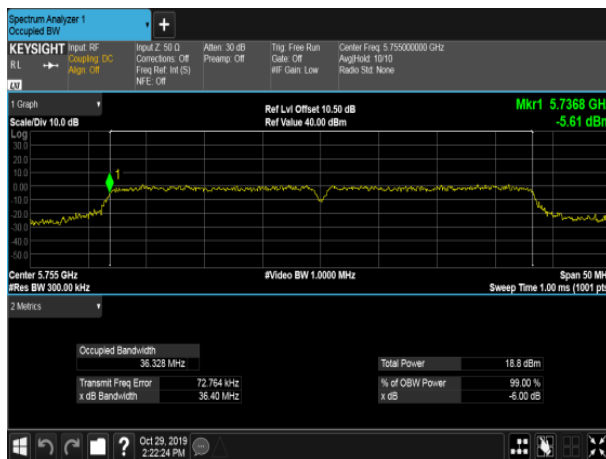 Spectrum Analyzer 1
Occupied BW
+
KEYSIGHT
RL
Input: RF
Coupling: DC
Align: Off
Input Z: 50 Ω
Corrections: Off
Freq Ref: Int (S)
NFE: Off
Atten: 30 dB
Preamp: Off
Trig: Free Run
Gate: Off
#IF Gain: Low
Center Freq: 5.755000000 GHz
Avg|Hold: 10/10
Radio Std: None
LXI
1 Graph
Scale/Div 10.0 dB
Ref Lvl Offset 10.50 dB
Ref Value 40.00 dBm
Mkr1 5.7368 GH
-5.61 dBm
Log
30.0
20.0
10.0
0.00
-10.0
-20.0
-30.0
-40.0
-50.0
1
Center 5.755 GHz
#Res BW 300.00 kHz
#Video BW 1.0000 MHz
Span 50 MH
Sweep Time 1.00 ms (1001 pts
2 Metrics
Occupied Bandwidth
36.328 MHz
Transmit Freq Error 72.764 kHz
x dB Bandwidth 36.40 MHz
Total Power 18.8 dBm
% of OBW Power 99.00 %
x dB -6.00 dB
?
Oct 29, 2019
2:22:24 PM